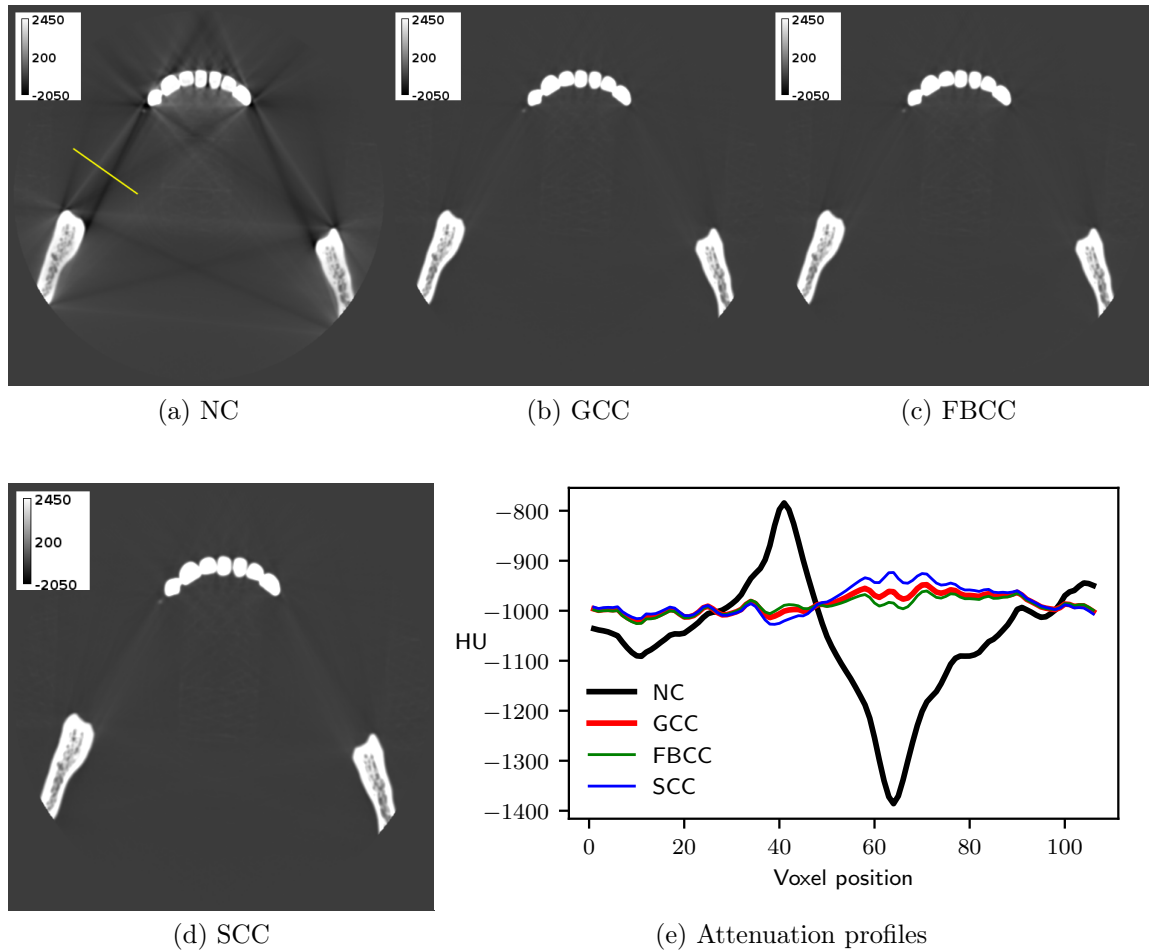 2450
200
-2050
2450
200
-2050
2450
200
-2050
(a) NC
(b) GCC
(c) FBCC
2450
200
-2050
−800
−900
−1000
HU
−1100
−1200
−1300
−1400
NC
GCC
FBCC
SCC
0 20 40 60 80 100
Voxel position
(d) SCC
(e) Attenuation profiles